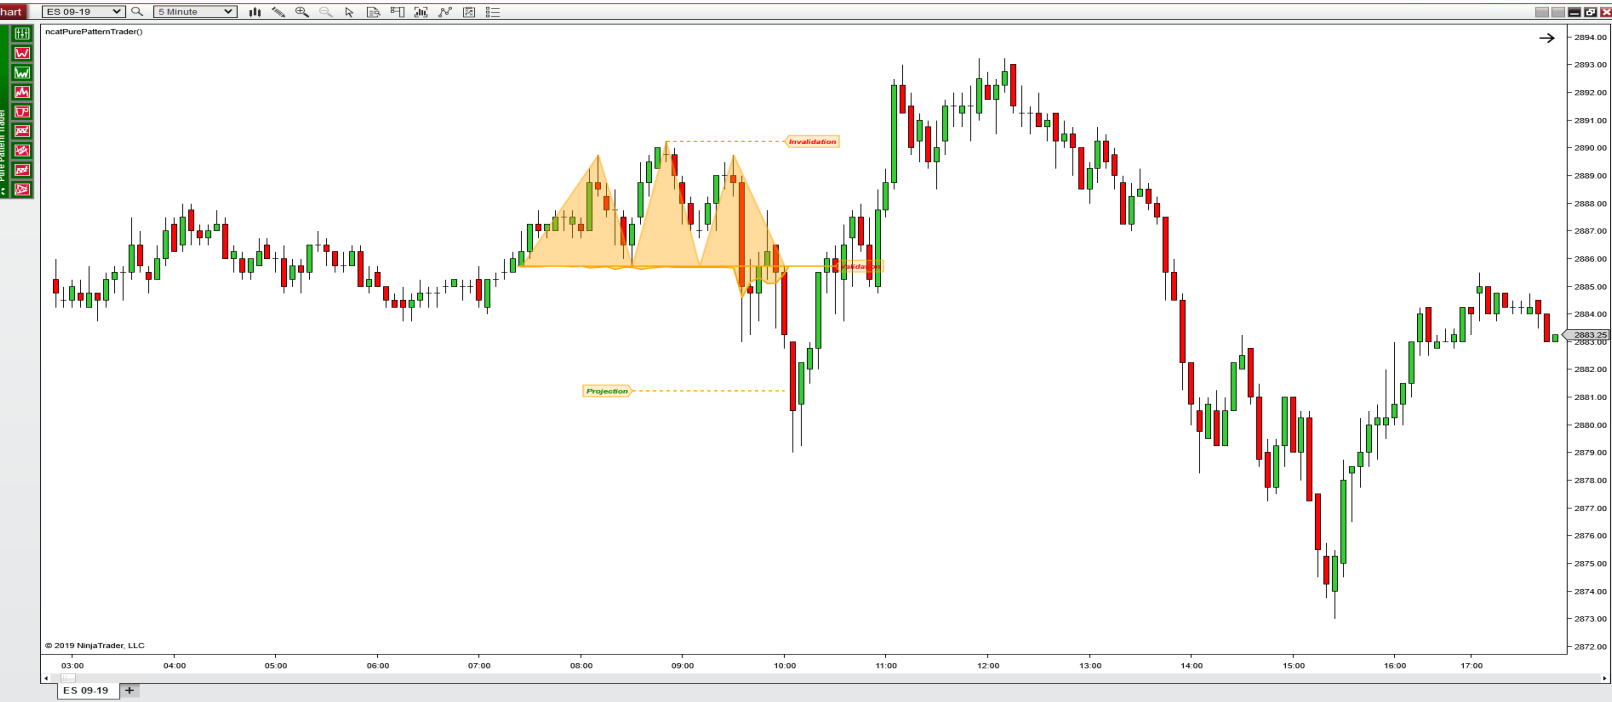 hart
ES 09-19
5 Minute
ncatPurePatternTrader()
Pure Pattern Trader
2894.00
2893.00
2892.00
2891.00
2890.00
2889.00
2888.00
2887.00
2886.00
2885.00
2884.00
2883.25
2883.00
2882.00
2881.00
2880.00
2879.00
2878.00
2877.00
2876.00
2875.00
2874.00
2873.00
2872.00
Invalidation
Validation
Projection
© 2019 NinjaTrader, LLC
03:00 04:00 05:00 06:00 07:00 08:00 09:00 10:00 11:00 12:00 13:00 14:00 15:00 16:00 17:00
ES 09-19
+